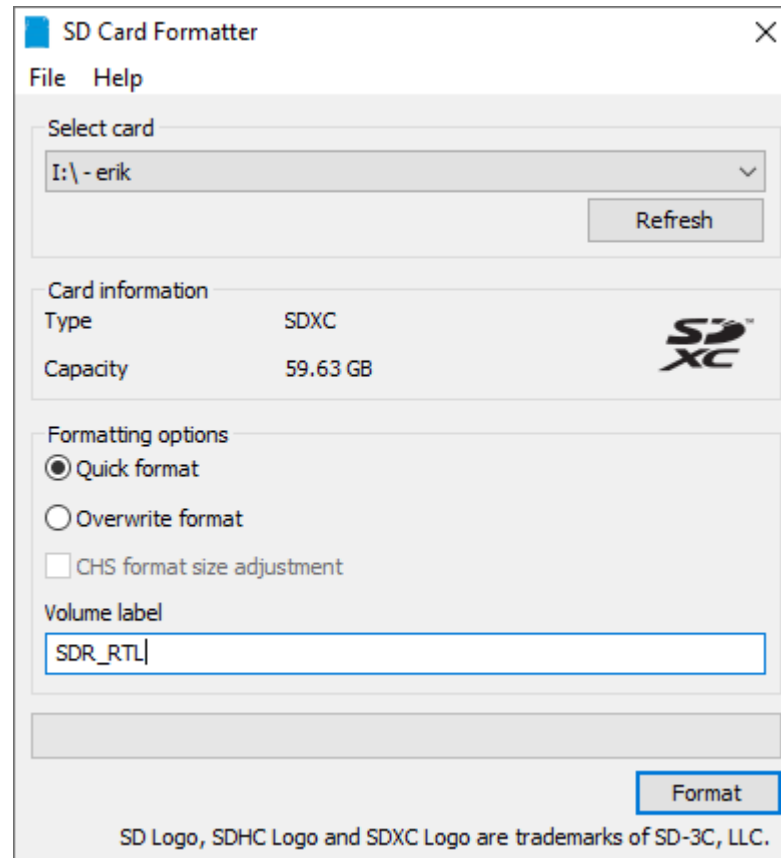 SD Card Formatter
File Help
Select card
I:\ - erik
Refresh
Card information
Type SDXC
Capacity 59.63 GB
SD XC™
Formatting options
Quick format
Overwrite format
CHS format size adjustment
Volume label
SDR_RTL
Format
SD Logo, SDHC Logo and SDXC Logo are trademarks of SD-3C, LLC.